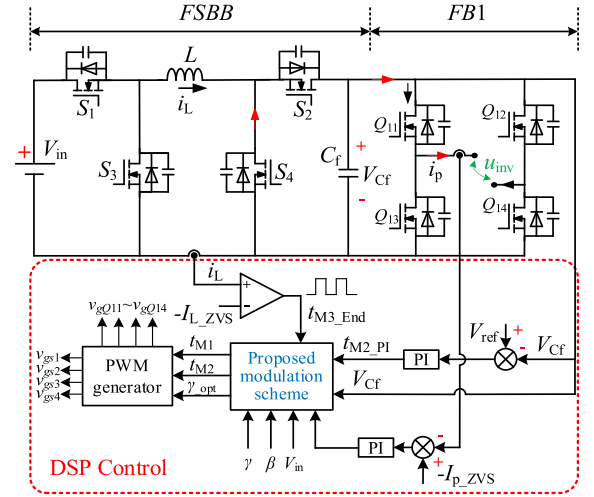 FSBB
FB1
L
S1
iL
S2
Vin
S3
S4
Cf
+
VCf
-
Q11
Q12
ip
uinv
Q13
Q14
iL
+
-
-IL_ZVS
tM3_End
vgQ11~vgQ14
vgs1
vgs2
vgs3
vgs4
PWM
generator
tM1
tM2
γ_opt
Proposed
modulation
scheme
tM2_PI
PI
Vref
+
-
VCf
VCf
γ
β
Vin
PI
-
+
-Ip_ZVS
DSP Control
+